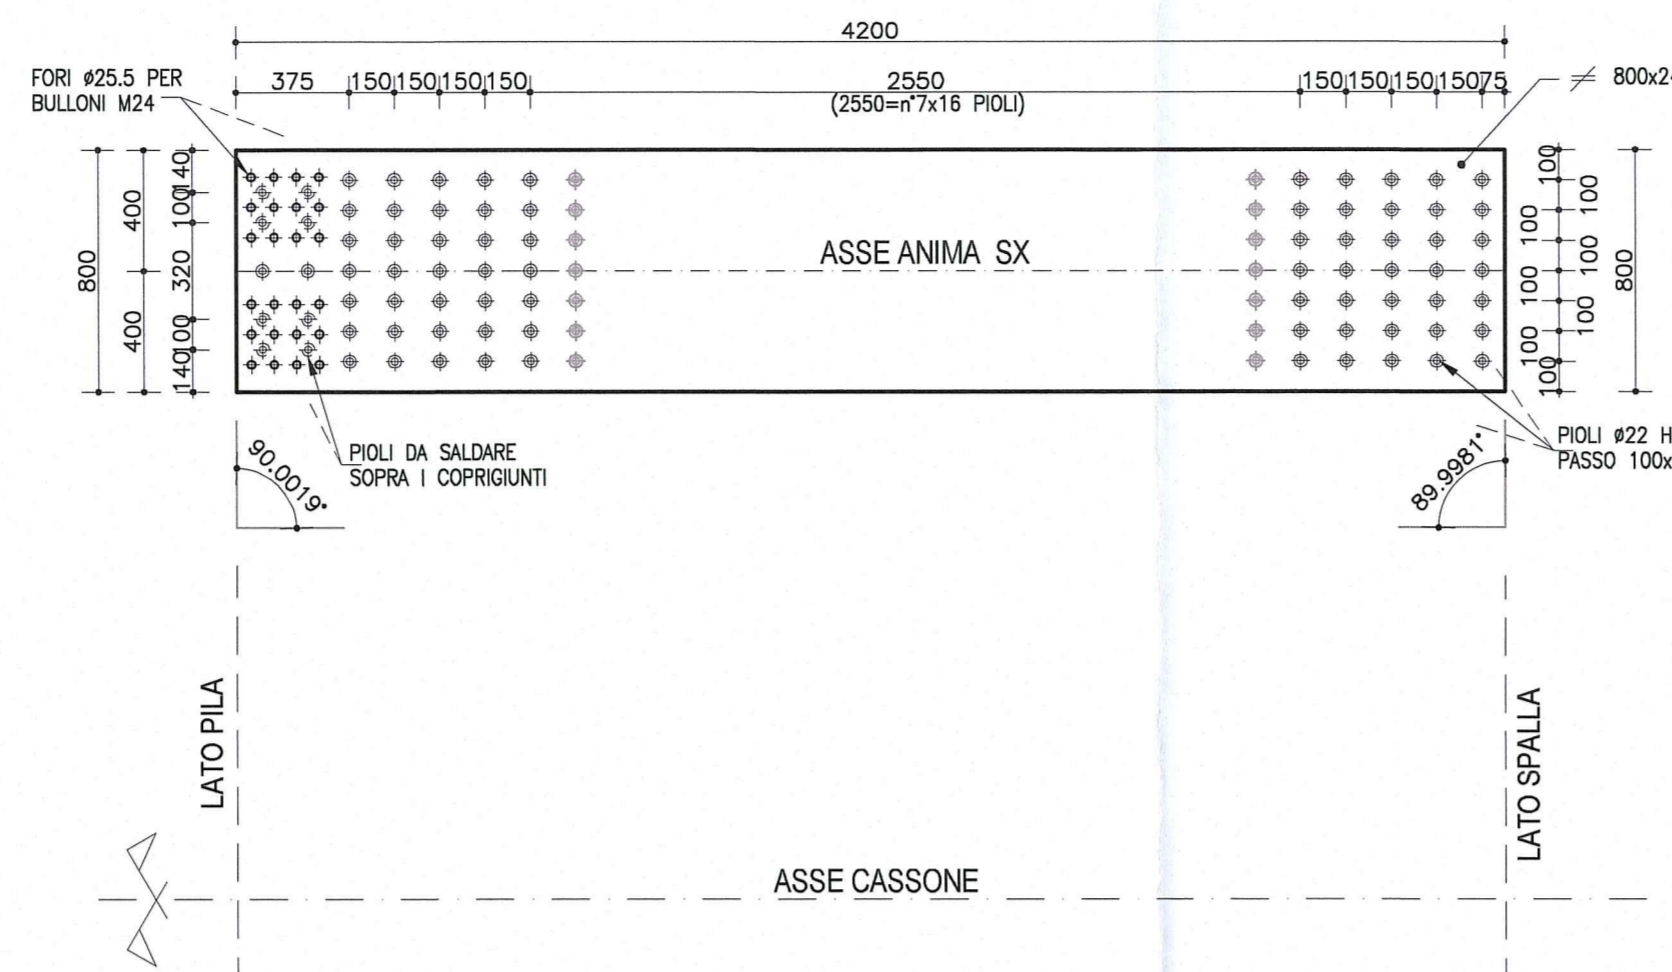 4200
FORI ø25.5 PER
BULLONI M24
375 150 150 150 150 2550 150 150 150 150 75
(2550=n°7x16 PIOLI)
800x24
800
400
400
140
100
320
100
140
ASSE ANIMA SX
100
100
100
100
100
100
100
100
800
PIOLI DA SALDARE
SOPRA I COPRIGIUNTI
PIOLI ø22 H
PASSO 100x
90.0019°
89.9981°
LATO PILA
LATO SPALLA
ASSE CASSONE